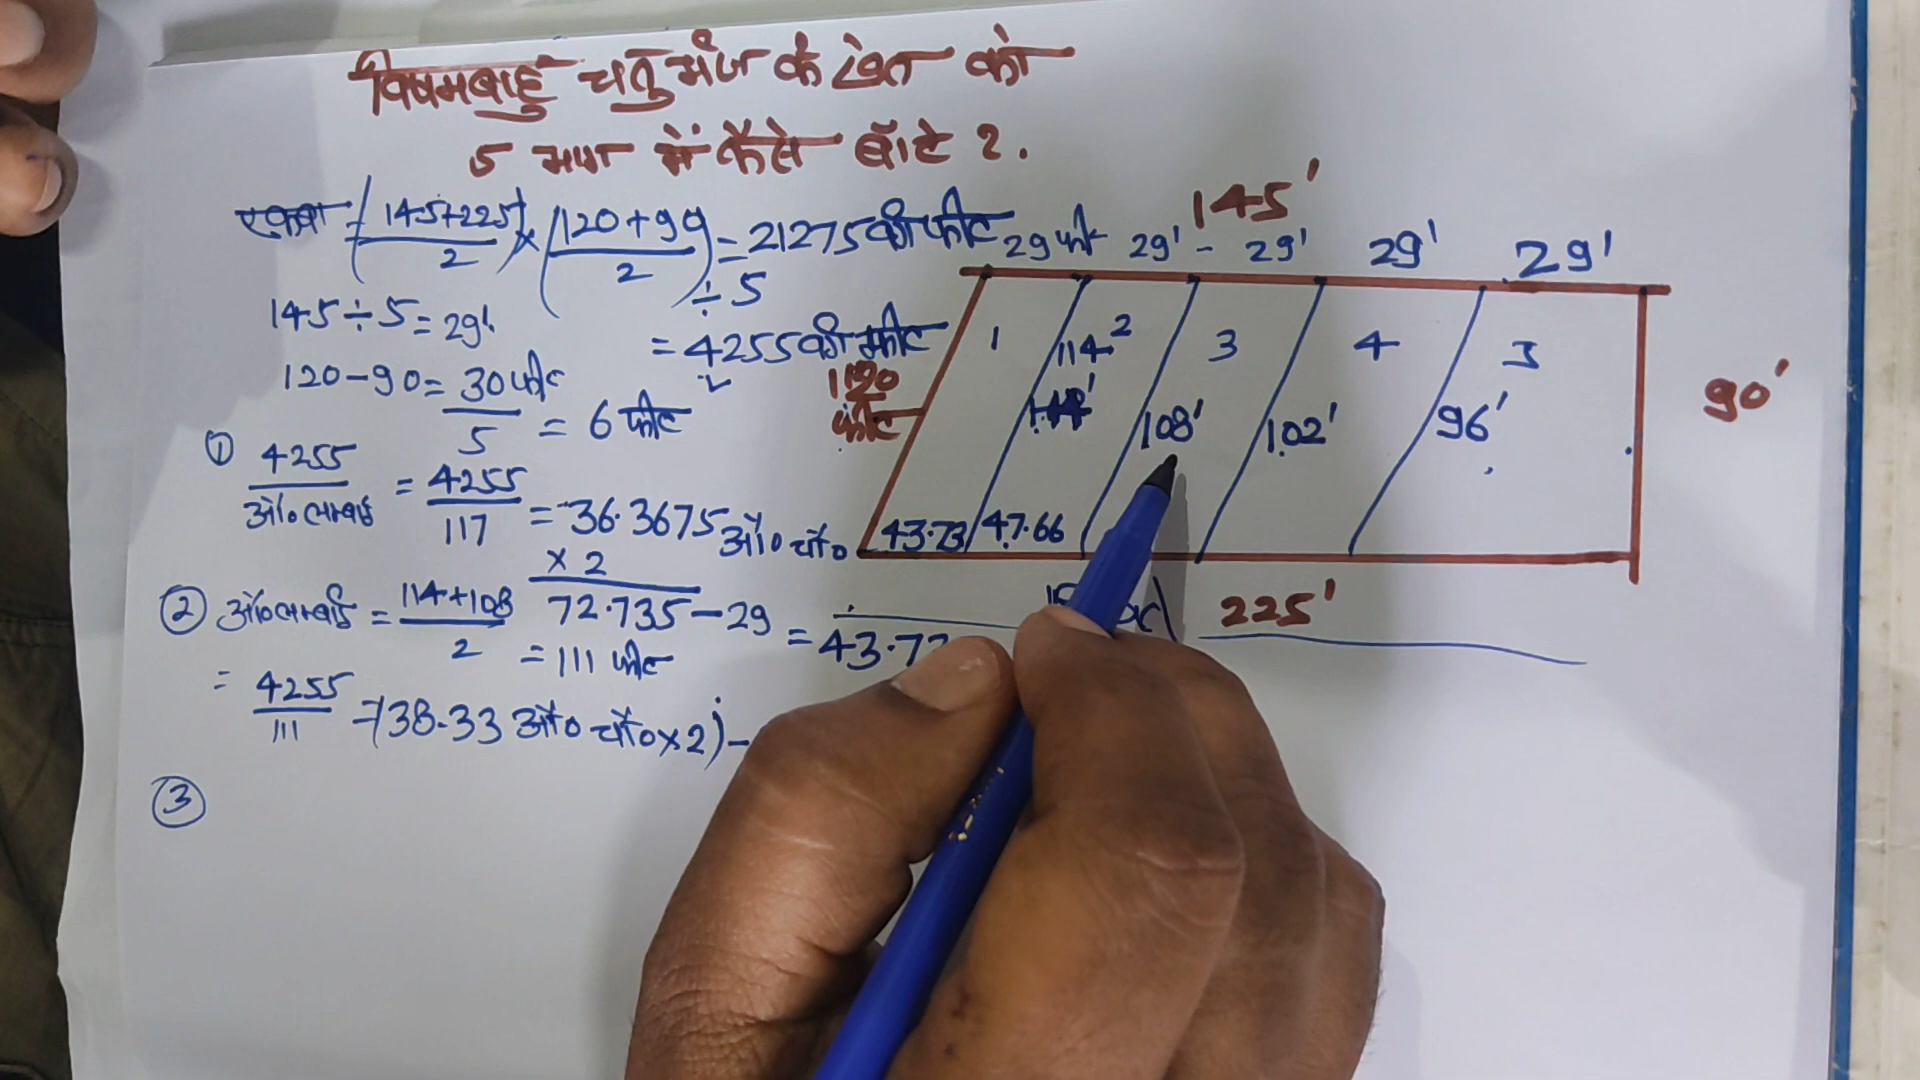 विषमबाहु चतुर्भुज के खेत को
5 भाग में कैसे बाँटे ?.
रकबा = (145+225)/2 × (120+90)/2 = 21275 वर्ग फीट
÷ 5
145 ÷ 5 = 29'
= 4255 वर्ग फीट
120-90 = 30 फीट / 5 = 6 फीट
① 4255 / औ० लम्बाई = 4255 / 117 = 36.3675 औ० चौ०
× 2
72.735 - 29 = 43.73
② औ० लम्बाई = 114+108 / 2 = 111 फीट
= 4255 / 111 = (38.33 औ० चौ० × 2) -
③
145'
29 फीट 29' - 29' 29' 29'
1 2 3 4 5
फीट
114
108' 102' 96'
90'
43.73 47.66
225'